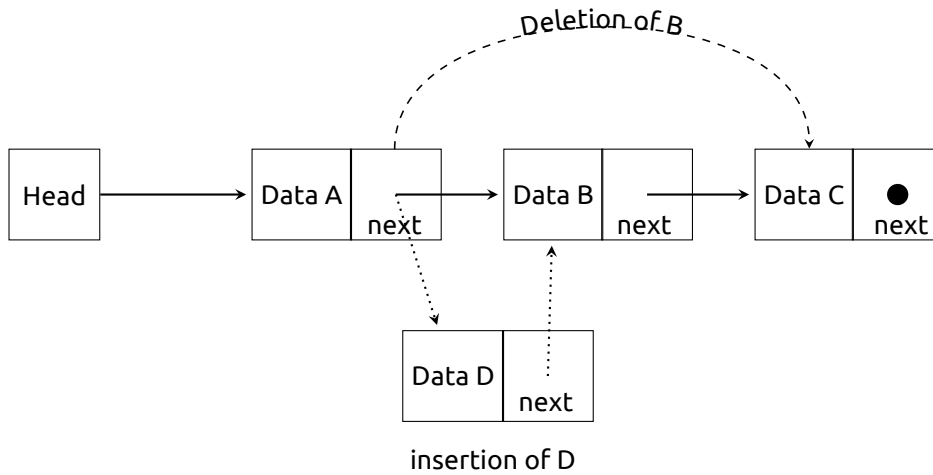 Deletion of B
Head
Data A
next
Data B
next
Data C
next
Data D
next
insertion of D